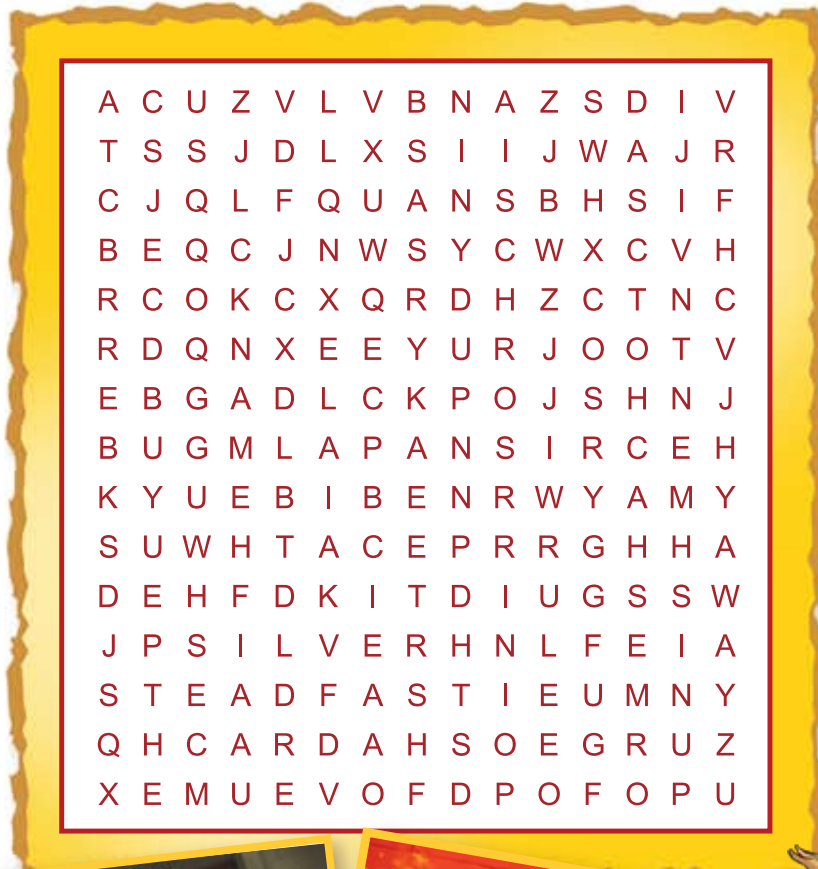 A C U Z V L V B N A Z S D I V
T S S J D L X S I I J W A J R
C J Q L F Q U A N S B H S I F
B E Q C J N W S Y C W X C V H
R C O K C X Q R D H Z C T N C
R D Q N X E E Y U R J O O T V
E B G A D L C K P O J S H N J
B U G M L A P A N S I R C E H
K Y U E B I B E N R W Y A M Y
S U W H T A C E P R R G H H A
D E H F D K I T D I U G S S W
J P S I L V E R H N L F E I A
S T E A D F A S T I E U M N Y
Q H C A R D A H S O E G R U Z
X E M U E V O F D P O F O P U